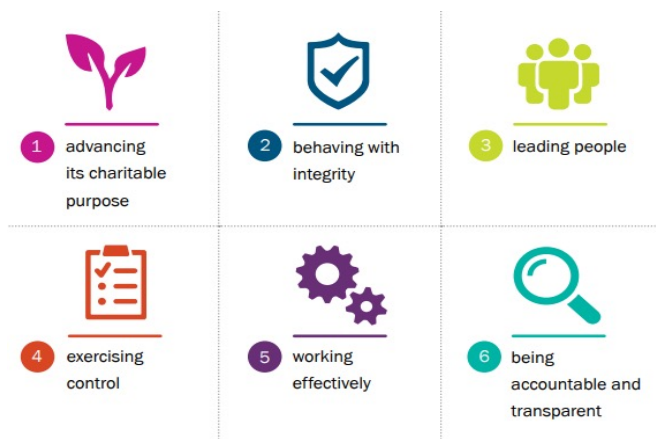 1 advancing
its charitable
purpose
2 behaving with
integrity
3 leading people
4 exercising
control
5 working
effectively
6 being
accountable and
transparent